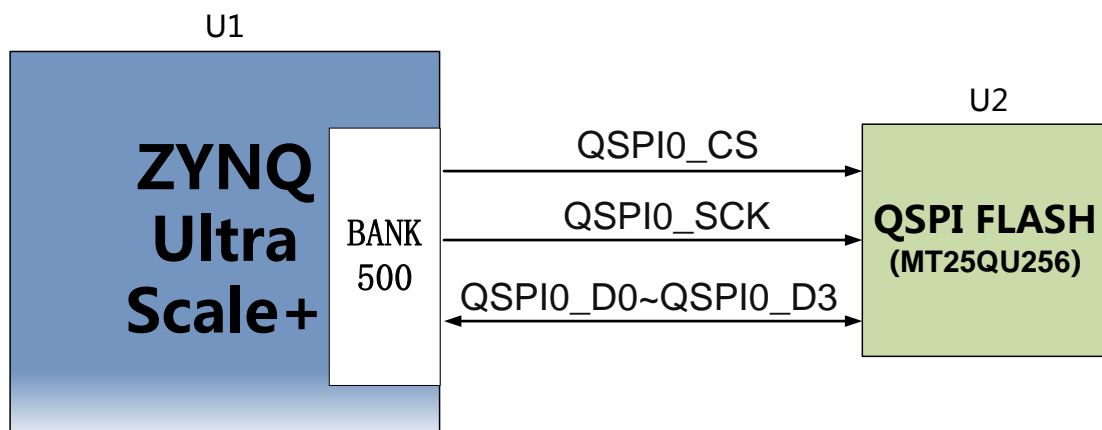 U1
ZYNQ
Ultra
Scale+
BANK
500
QSPI0_CS
QSPI0_SCK
QSPI0_D0~QSPI0_D3
U2
QSPI FLASH
(MT25QU256)